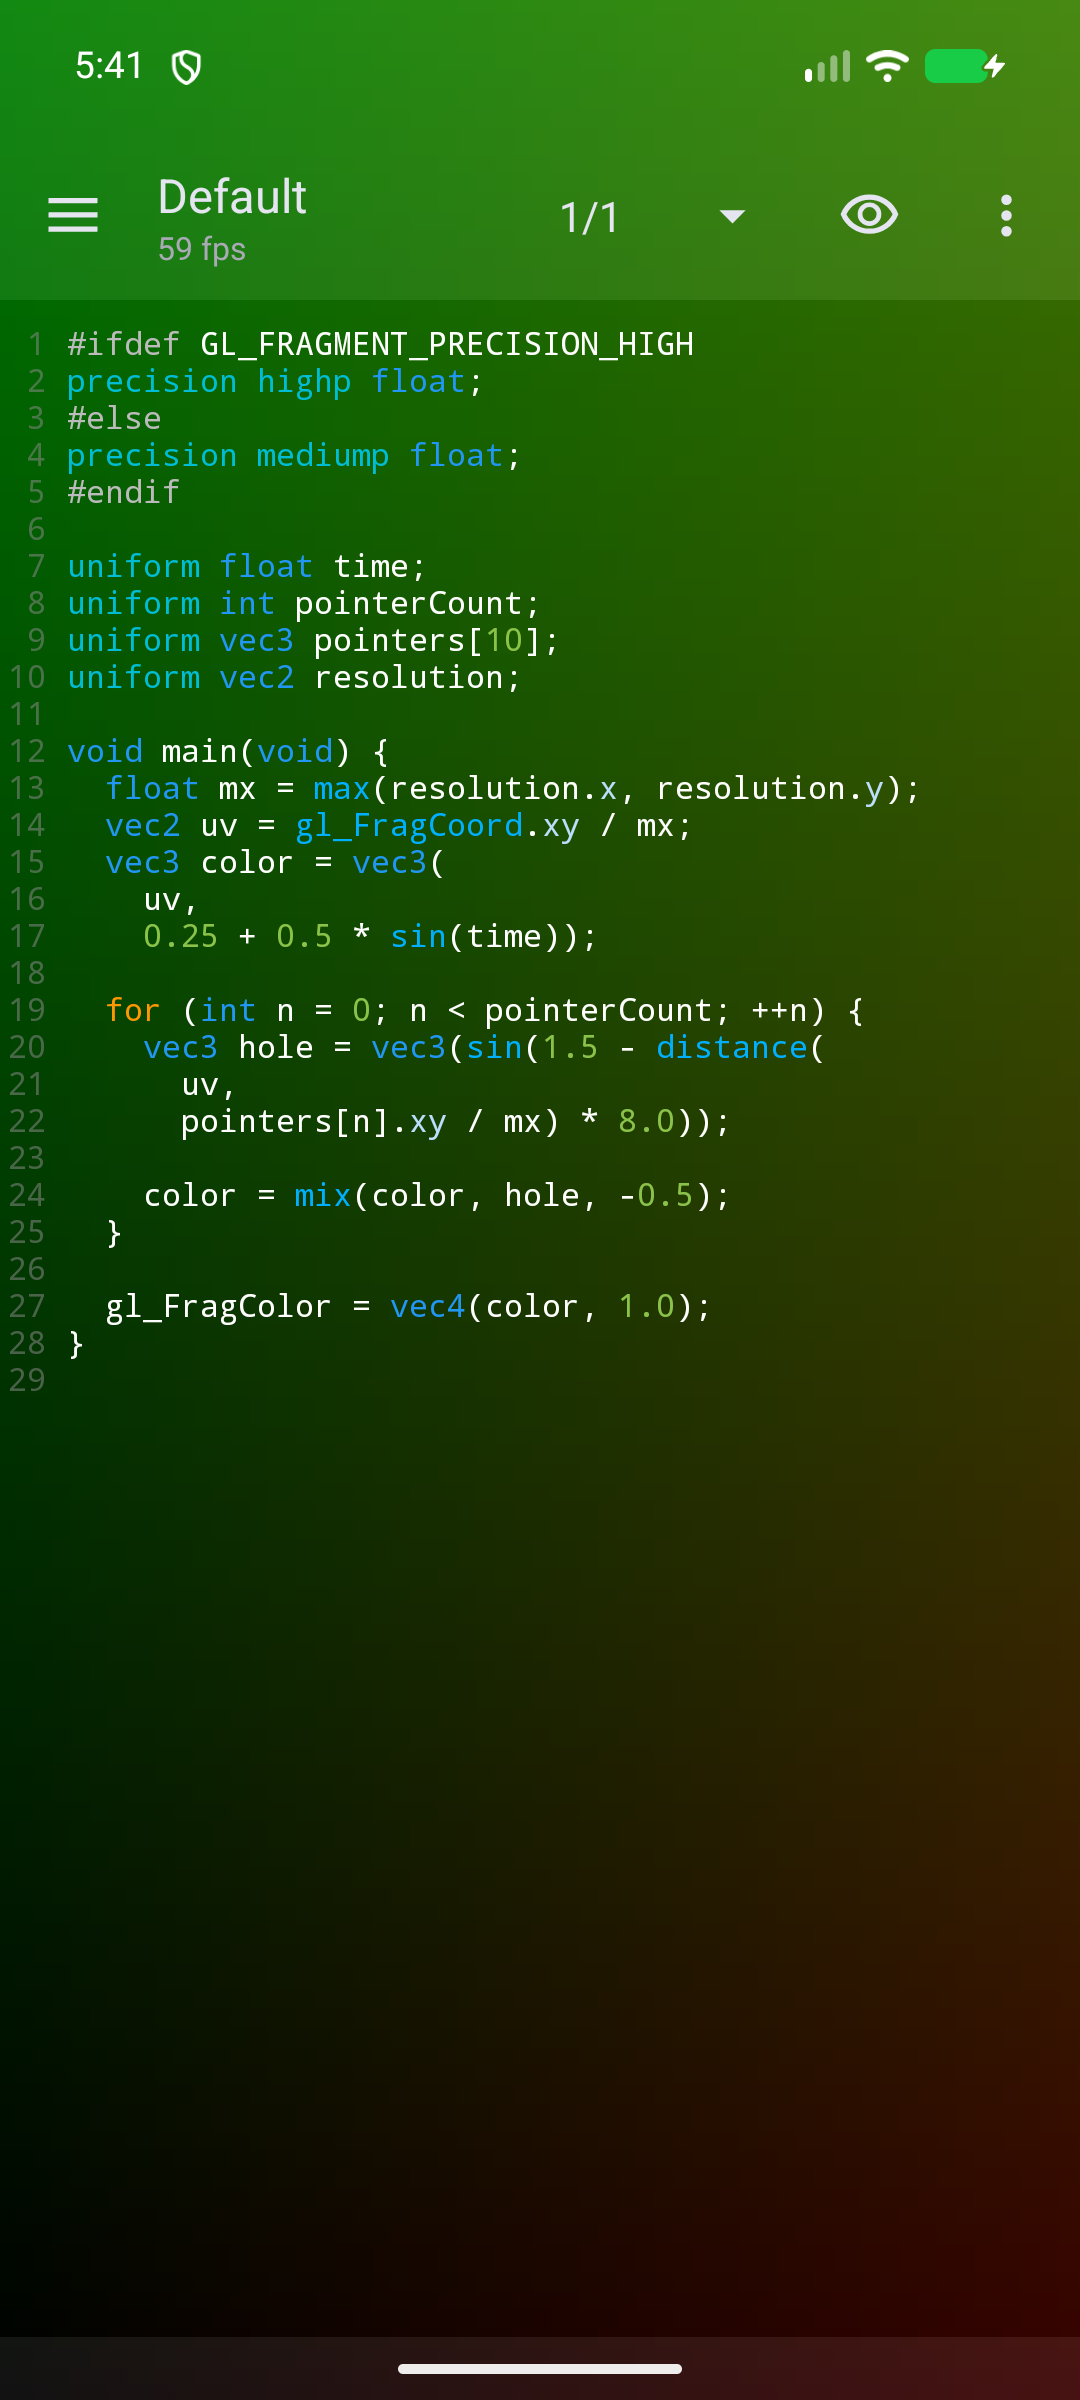 5:41
Default
59 fps
1/1
1 #ifdef GL_FRAGMENT_PRECISION_HIGH
2 precision highp float;
3 #else
4 precision mediump float;
5 #endif
6
7 uniform float time;
8 uniform int pointerCount;
9 uniform vec3 pointers[10];
10 uniform vec2 resolution;
11
12 void main(void) {
13   float mx = max(resolution.x, resolution.y);
14   vec2 uv = gl_FragCoord.xy / mx;
15   vec3 color = vec3(
16     uv,
17     0.25 + 0.5 * sin(time));
18
19   for (int n = 0; n < pointerCount; ++n) {
20     vec3 hole = vec3(sin(1.5 - distance(
21       uv,
22       pointers[n].xy / mx) * 8.0));
23
24     color = mix(color, hole, -0.5);
25   }
26
27   gl_FragColor = vec4(color, 1.0);
28 }
29